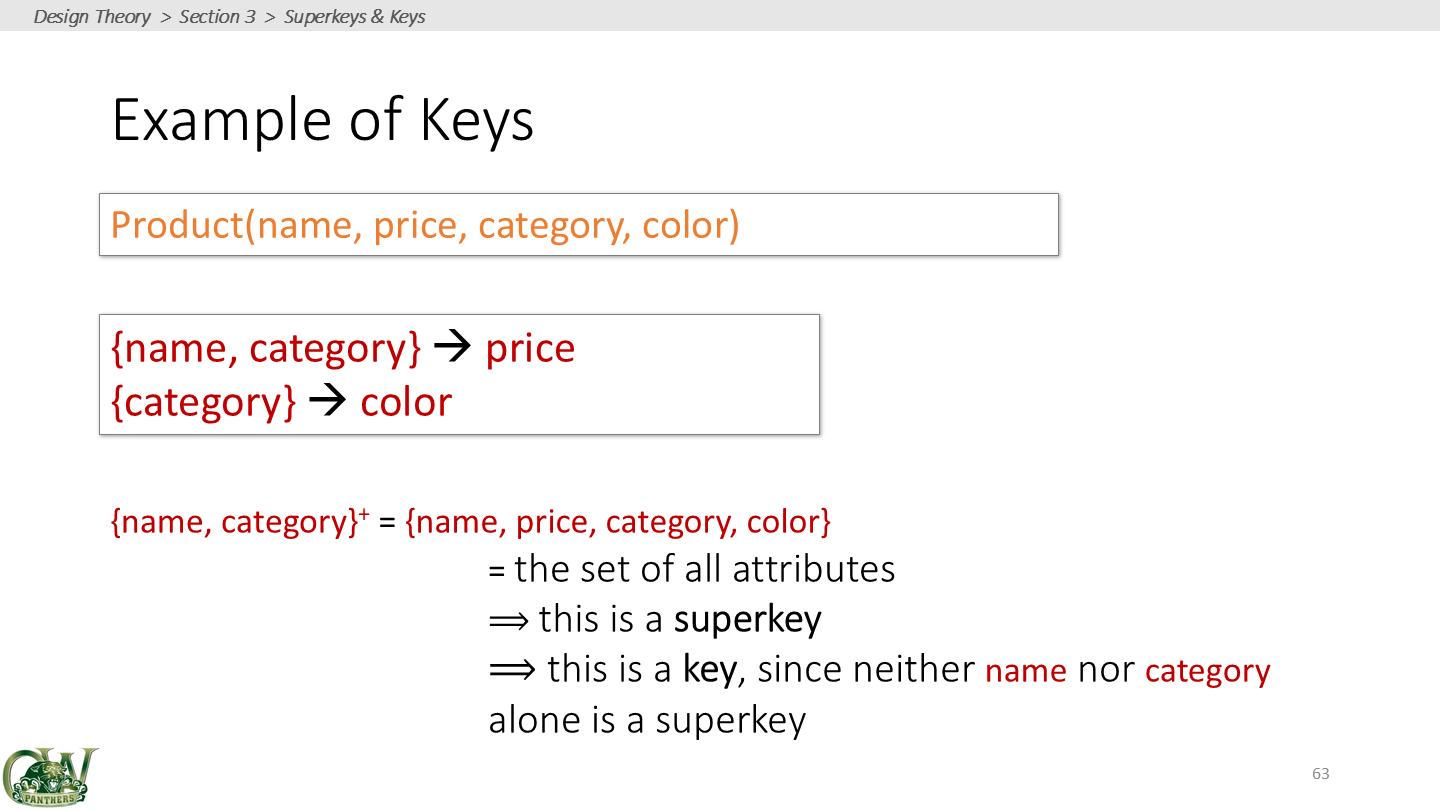 Design Theory > Section 3 > Superkeys & Keys
Example of Keys
Product(name, price, category, color)
{name, category} → price
{category} → color
{name, category}⁺ = {name, price, category, color}
= the set of all attributes
⟹ this is a superkey
⟹ this is a key, since neither name nor category
alone is a superkey
CW
PANTHERS
63